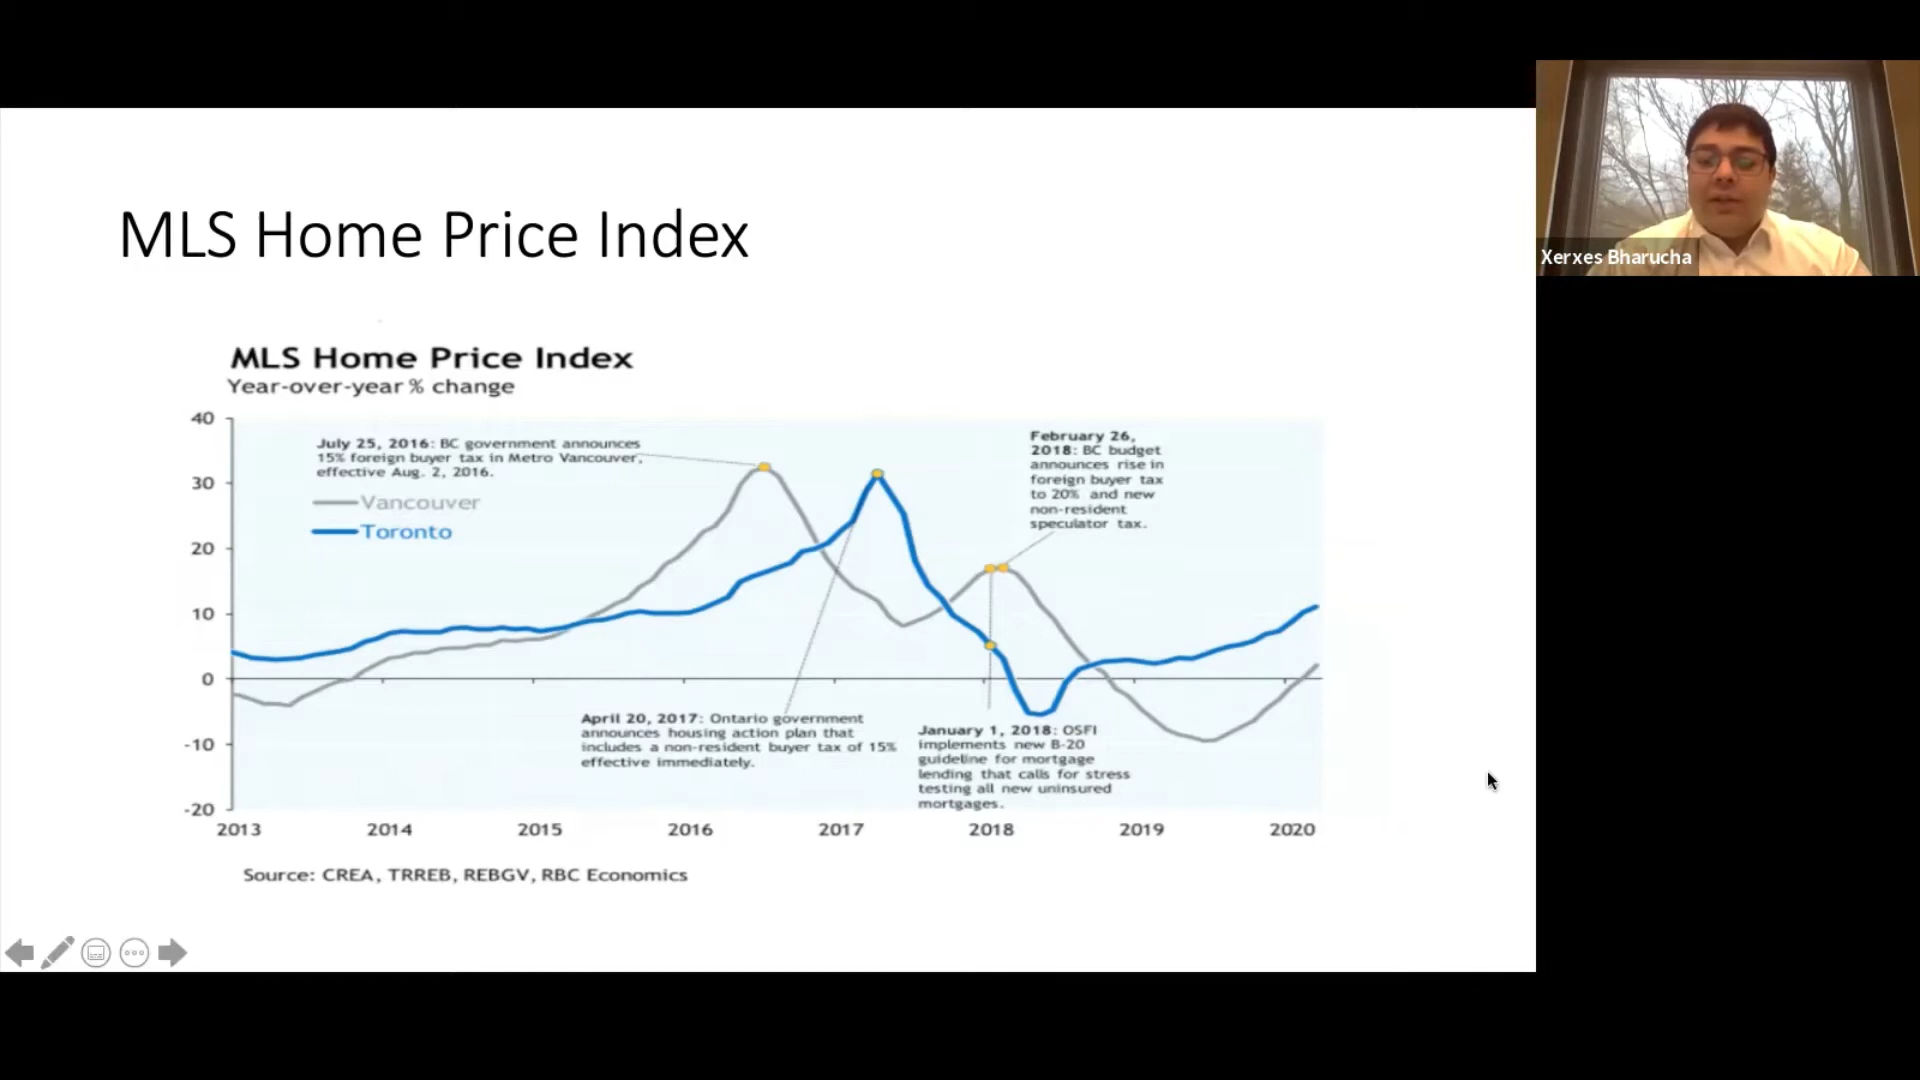 MLS Home Price Index
Xerxes Bharucha
MLS Home Price Index
Year-over-year % change
40
30
20
10
0
-10
-20
July 25, 2016: BC government announces
15% foreign buyer tax in Metro Vancouver,
effective Aug. 2, 2016.
Vancouver
Toronto
February 26,
2018: BC budget
announces rise in
foreign buyer tax
to 20% and new
non-resident
speculator tax.
April 20, 2017: Ontario government
announces housing action plan that
includes a non-resident buyer tax of 15%
effective immediately.
January 1, 2018: OSFI
implements new B-20
guideline for mortgage
lending that calls for stress
testing all new uninsured
mortgages.
2013 2014 2015 2016 2017 2018 2019 2020
Source: CREA, TRREB, REBGV, RBC Economics